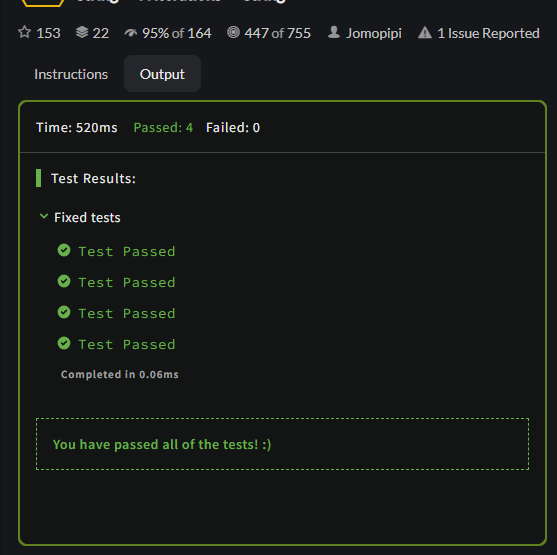 153 22 95% of 164 447 of 755 Jomopipi 1 Issue Reported
Instructions Output
Time: 520ms Passed: 4 Failed: 0
Test Results:
Fixed tests
Test Passed
Test Passed
Test Passed
Test Passed
Completed in 0.06ms
You have passed all of the tests! :)